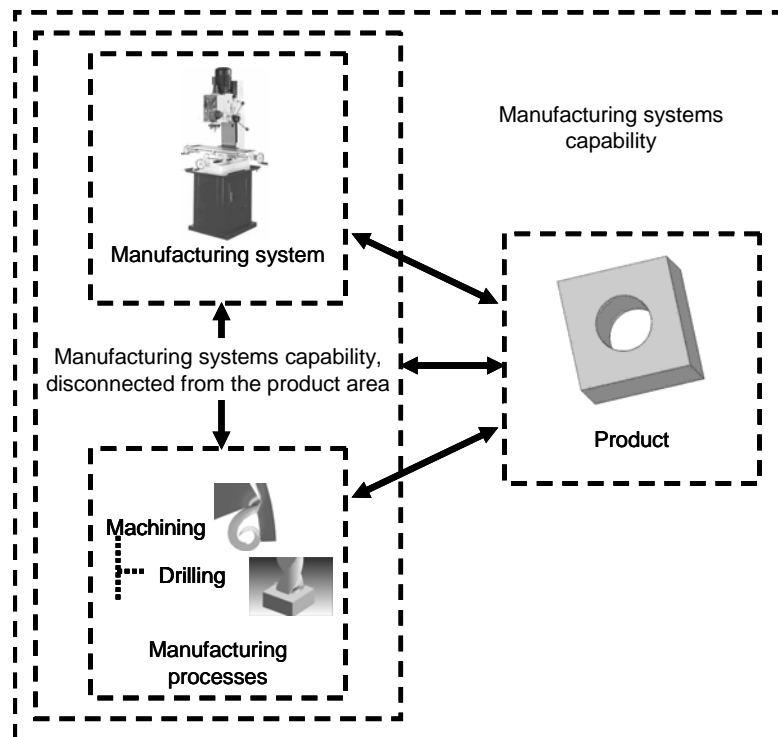 Manufacturing systems
capability
Manufacturing system
Manufacturing systems capability,
disconnected from the product area
Product
Machining
Drilling
Manufacturing
processes